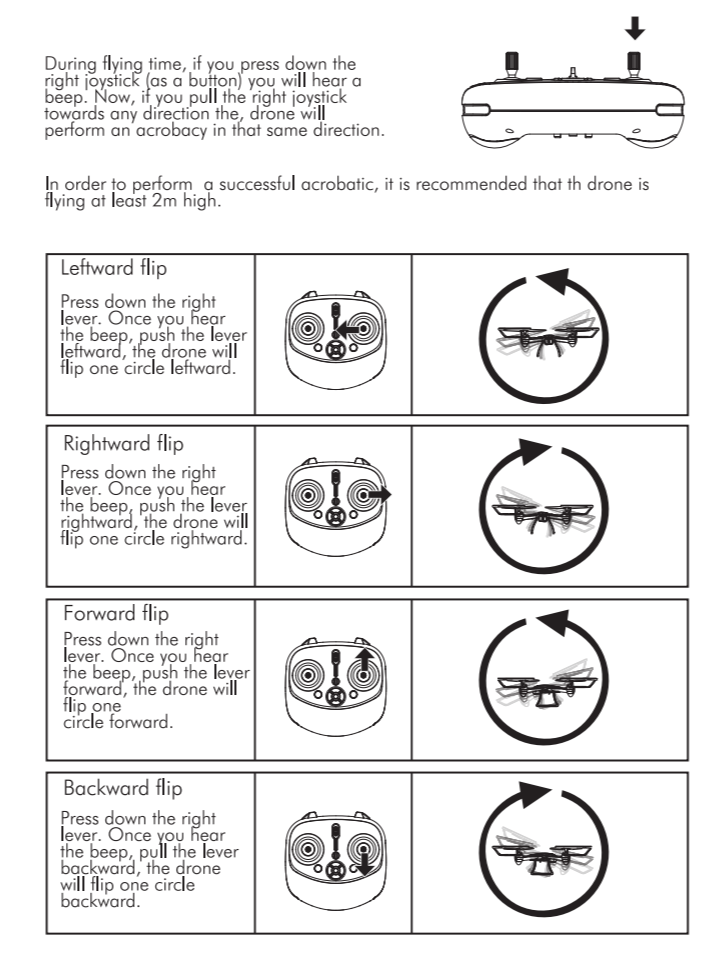 During flying time, if you press down the
right joystick (as a button) you will hear a
beep. Now, if you pull the right joystick
towards any direction the, drone will
perform an acrobacy in that same direction.
In order to perform a successful acrobatic, it is recommended that th drone is
flying at least 2m high.
Leftward flip
Press down the right
lever. Once you hear
the beep, push the lever
leftward, the drone will
flip one circle leftward.
Rightward flip
Press down the right
lever. Once you hear
the beep, push the lever
rightward, the drone will
flip one circle rightward.
Forward flip
Press down the right
lever. Once you hear
the beep, push the lever
forward, the drone will
flip one
circle forward.
Backward flip
Press down the right
lever. Once you hear
the beep, pull the lever
backward, the drone
will flip one circle
backward.